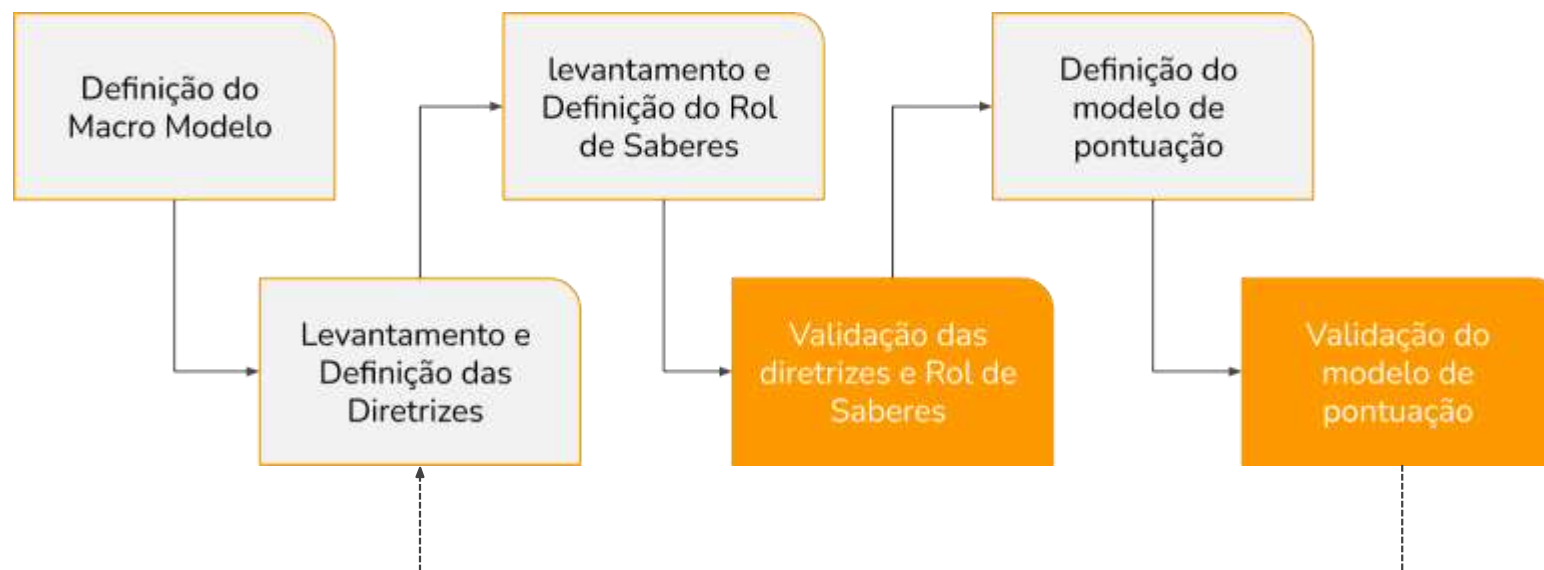 Definição do
Macro Modelo
levantamento e
Definição do Rol
de Saberes
Definição do
modelo de
pontuação
Levantamento e
Definição das
Diretrizes
Validação das
diretrizes e Rol de
Saberes
Validação do
modelo de
pontuação